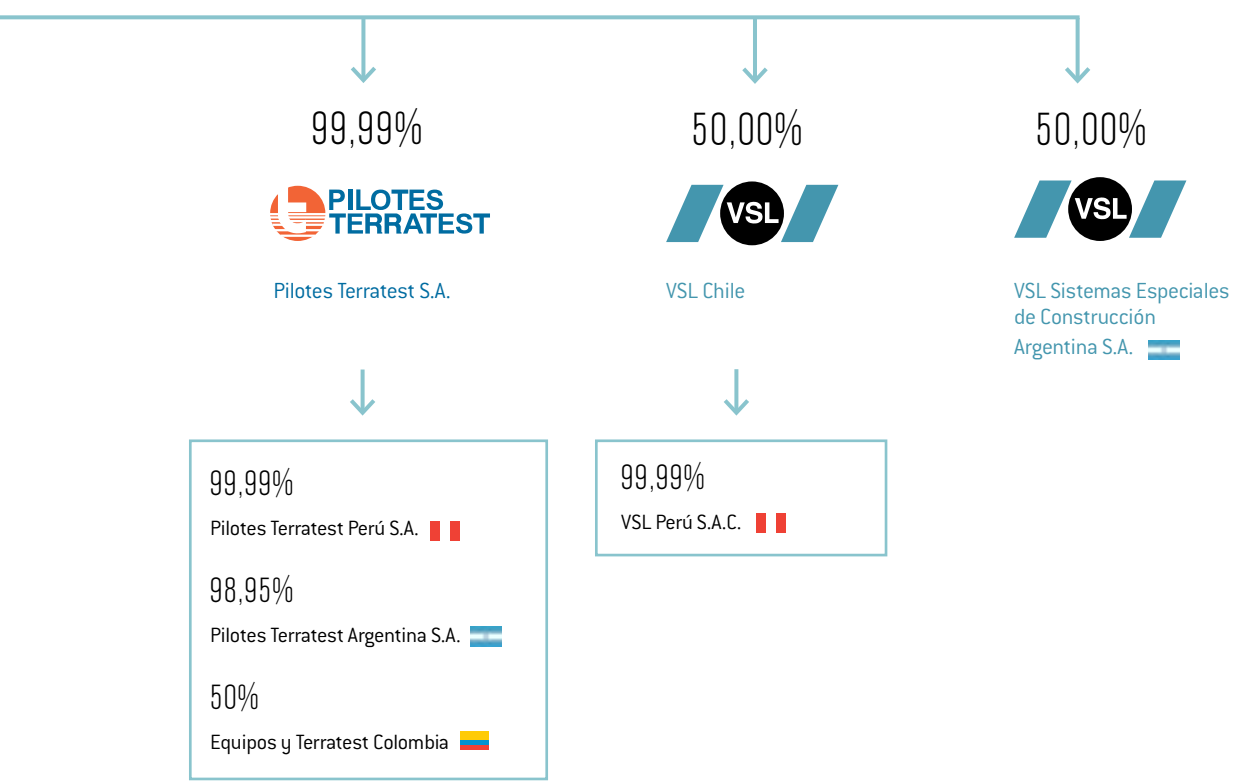 99,99%
PILOTES
TERRATEST
Pilotes Terratest S.A.
99,99%
Pilotes Terratest Perú S.A.
98,95%
Pilotes Terratest Argentina S.A.
50%
Equipos y Terratest Colombia
50,00%
VSL
VSL Chile
99,99%
VSL Perú S.A.C.
50,00%
VSL
VSL Sistemas Especiales
de Construcción
Argentina S.A.